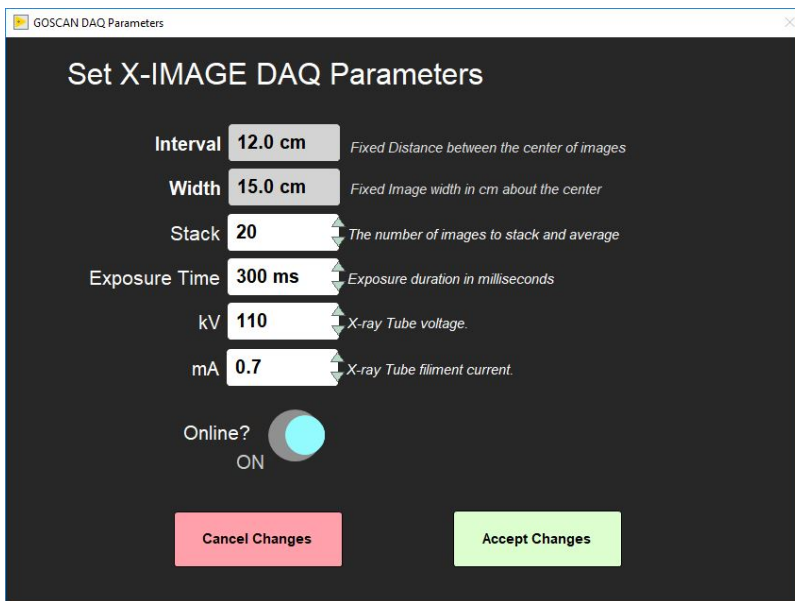 GOSCAN DAQ Parameters
Set X-IMAGE DAQ Parameters
Interval 12.0 cm Fixed Distance between the center of images
Width 15.0 cm Fixed Image width in cm about the center
Stack 20 The number of images to stack and average
Exposure Time 300 ms Exposure duration in milliseconds
kV 110 X-ray Tube voltage.
mA 0.7 X-ray Tube filiment current.
Online?
ON
Cancel Changes Accept Changes